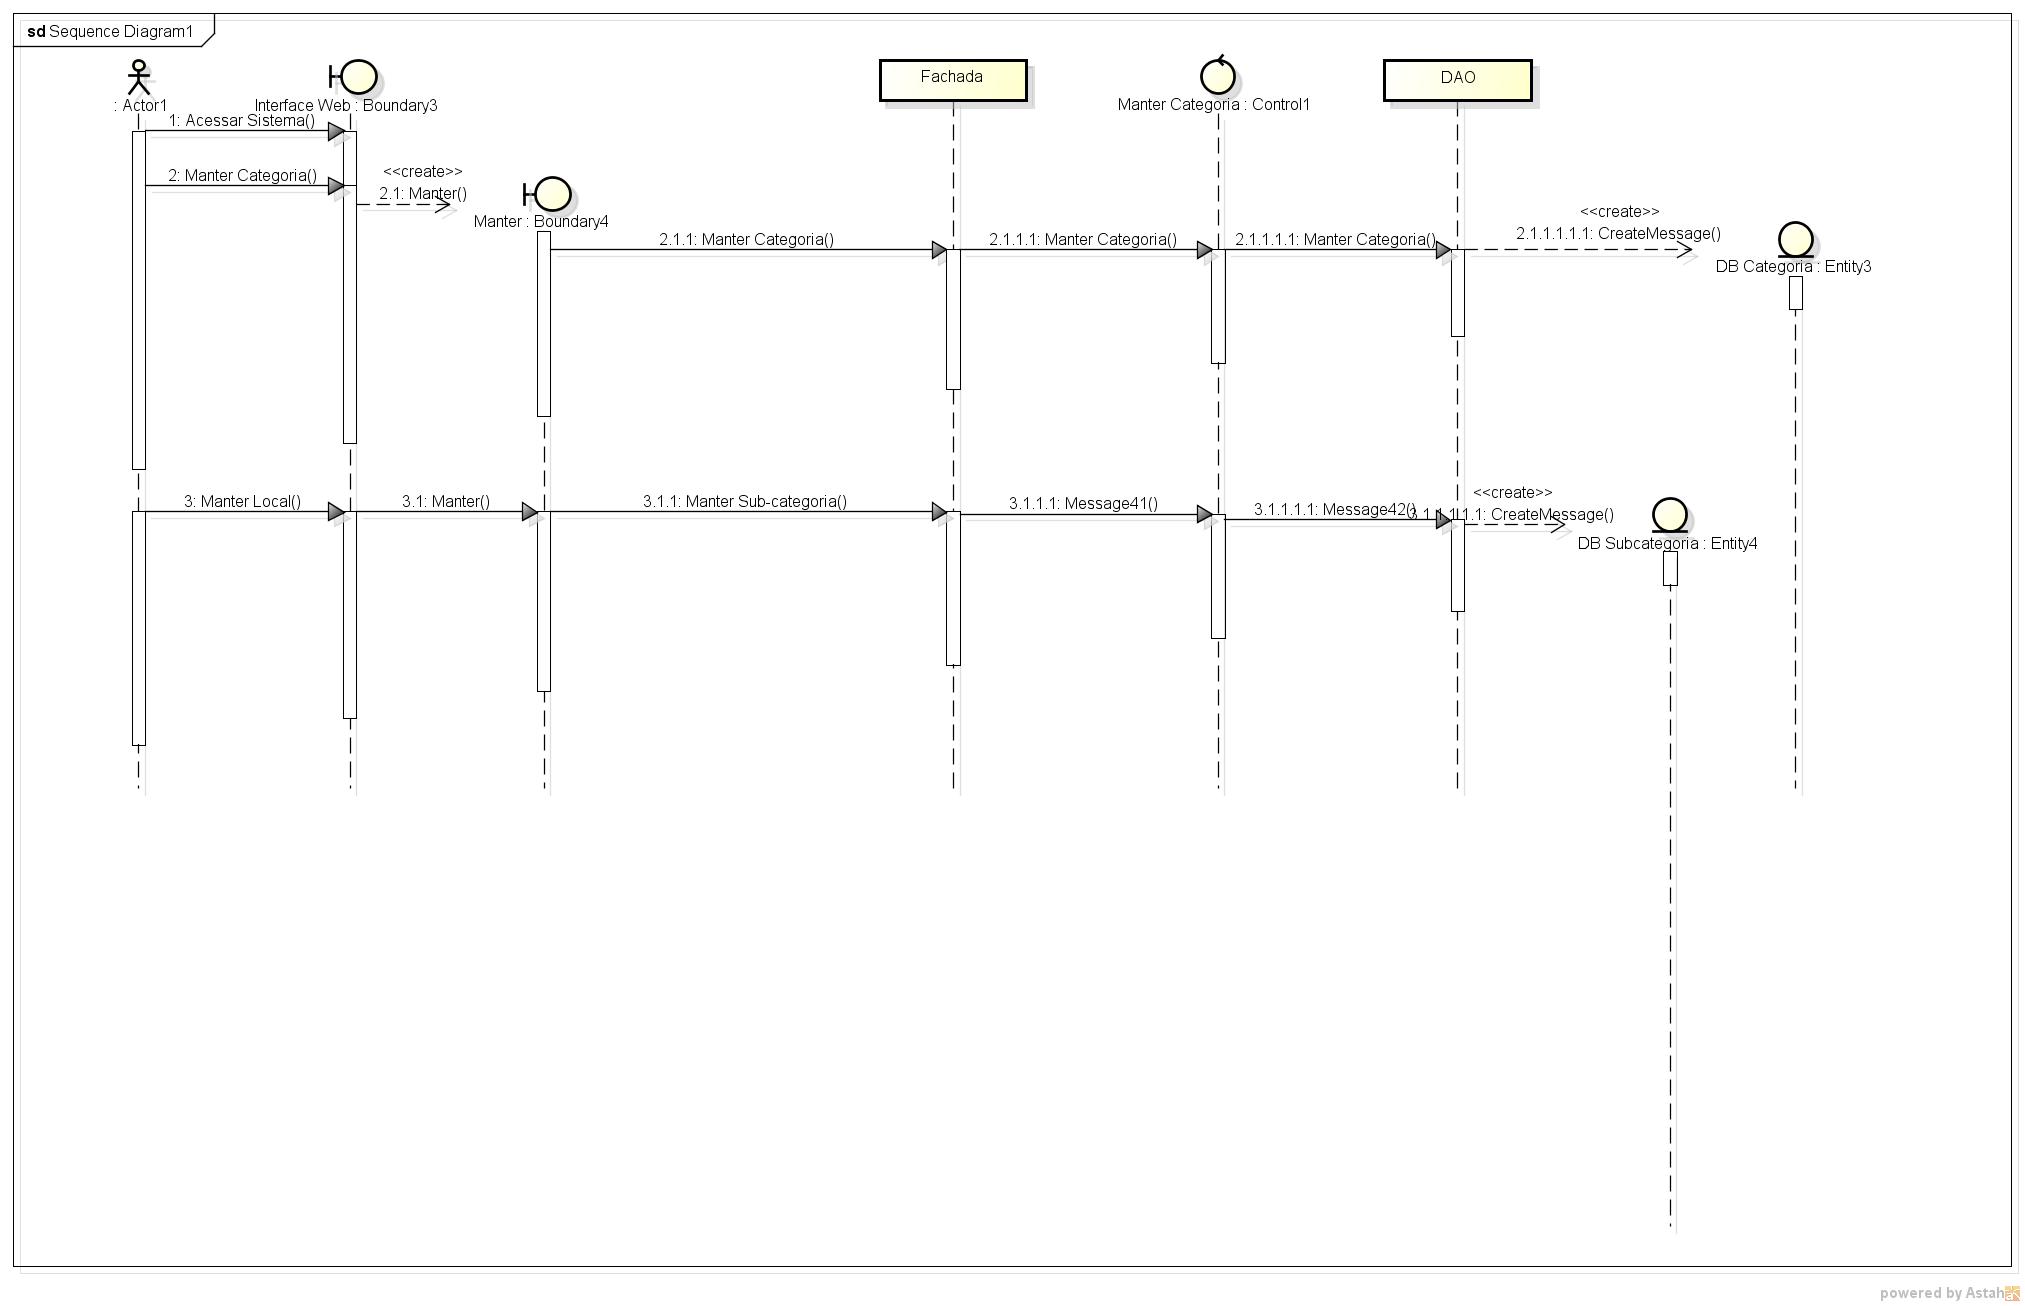 sd Sequence Diagram1
: Actor1
Interface Web : Boundary3
Fachada
Manter Categoria : Control1
DAO
1: Acessar Sistema()
2: Manter Categoria()
<<create>>
2.1: Manter()
Manter : Boundary4
2.1.1: Manter Categoria()
2.1.1.1: Manter Categoria()
2.1.1.1.1: Manter Categoria()
<<create>>
2.1.1.1.1.1: CreateMessage()
DB Categoria : Entity3
3: Manter Local()
3.1: Manter()
3.1.1: Manter Sub-categoria()
3.1.1.1: Message41()
3.1.1.1.1: Message42()
<<create>>
3.1.1.1.1.1: CreateMessage()
DB Subcategoria : Entity4
powered by Astah